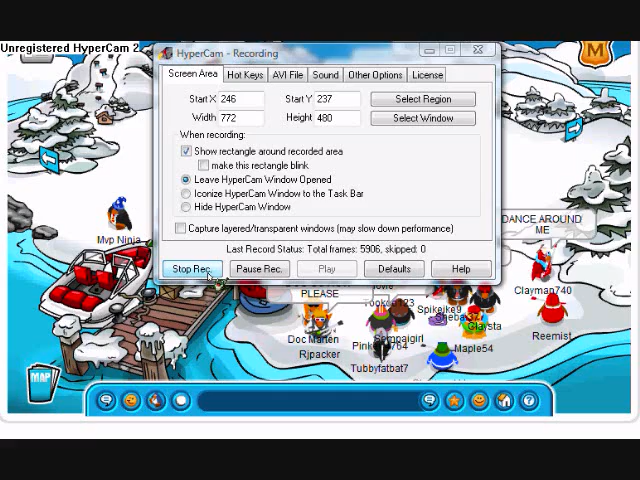 Unregistered HyperCam 2
HyperCam - Recording
M
Screen Area Hot Keys AVI File Sound Other Options License
Start X 246 Start Y 237 Select Region
Width 772 Height 480 Select Window
When recording:
Show rectangle around recorded area
make this rectangle blink
Leave HyperCam Window Opened
Iconize HyperCam Window to the Task Bar
Hide HyperCam Window
Capture layered/transparent windows (may slow down performance)
Last Record Status: Total frames: 5906, skipped: 0
Stop Rec. Pause Rec. Play Defaults Help
DANCE AROUND
ME
Mvp Ninja
PLEASE
Clayman740
Spikejke9
Sheba137
Glaysta
Reemist
Doc Marten
Rjpacker
Maple54
Tubbyfatbat7
MAP